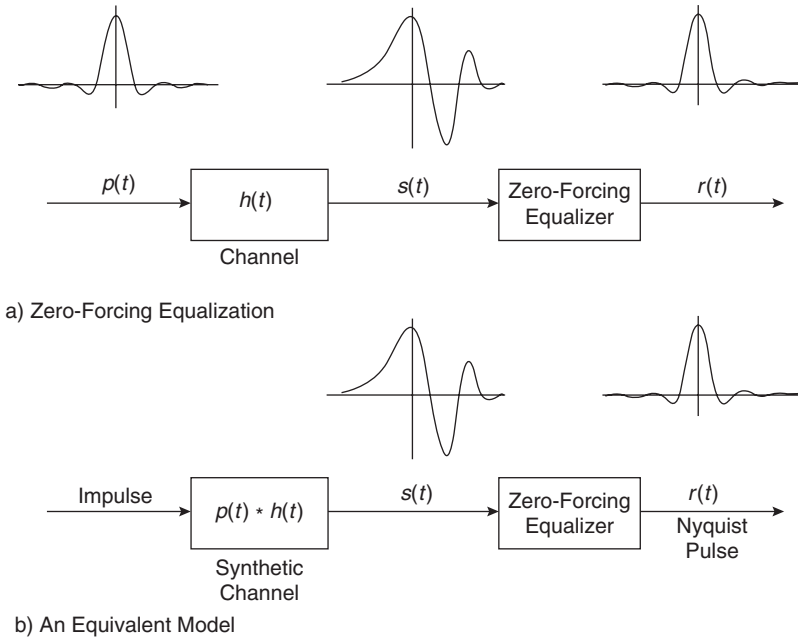 p(t)
h(t)
s(t)
Zero-Forcing
Equalizer
r(t)
Channel
a) Zero-Forcing Equalization
Impulse
p(t) * h(t)
s(t)
Zero-Forcing
Equalizer
r(t)
Nyquist
Pulse
Synthetic
Channel
b) An Equivalent Model